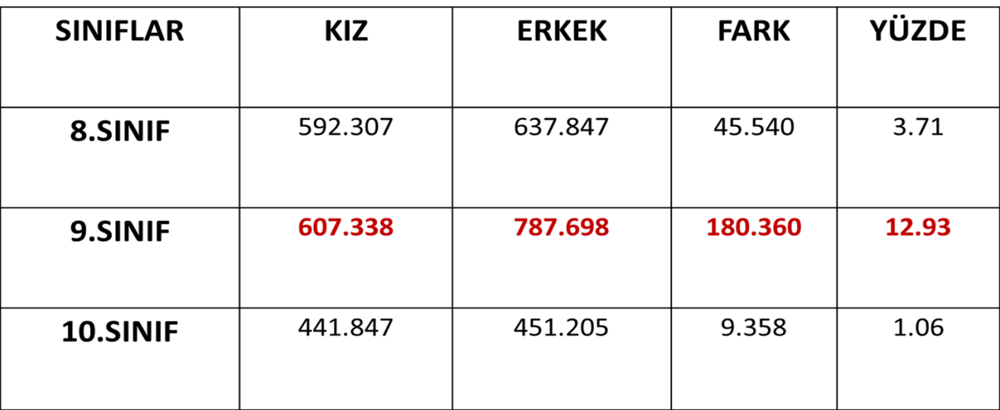 SINIFLAR KIZ ERKEK FARK YÜZDE
8.SINIF 592.307 637.847 45.540 3.71
9.SINIF 607.338 787.698 180.360 12.93
10.SINIF 441.847 451.205 9.358 1.06